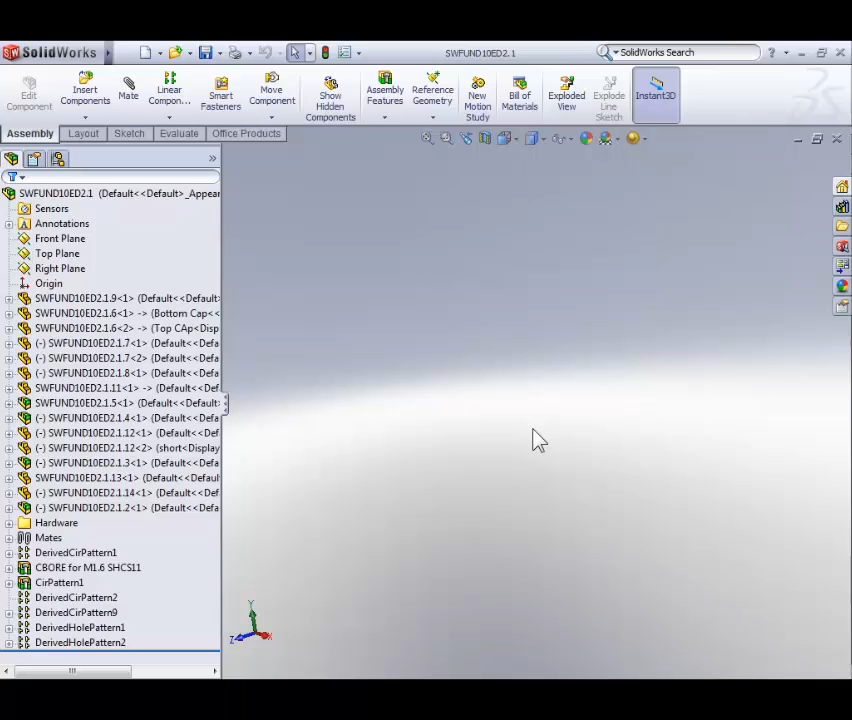 SolidWorks
SWFUND10ED2.1
SolidWorks Search
Edit Component
Insert Components
Mate
Linear Compon...
Smart Fasteners
Move Component
Show Hidden Components
Assembly Features
Reference Geometry
New Motion Study
Bill of Materials
Exploded View
Explode Line Sketch
Instant3D
Assembly
Layout
Sketch
Evaluate
Office Products
SWFUND10ED2.1 (Default<<Default>_Appear
Sensors
Annotations
Front Plane
Top Plane
Right Plane
Origin
SWFUND10ED2.1.9<1> (Default<<Default>
SWFUND10ED2.1.6<1> -> (Bottom Cap<<
SWFUND10ED2.1.6<2> -> (Top CAp<Disp
(-) SWFUND10ED2.1.7<1> (Default<<Defa
(-) SWFUND10ED2.1.7<2> (Default<<Defa
(-) SWFUND10ED2.1.8<1> (Default<<Defa
SWFUND10ED2.1.11<1> -> (Default<<Def
SWFUND10ED2.1.5<1> (Default<<Default>
(-) SWFUND10ED2.1.4<1> (Default<<Defa
(-) SWFUND10ED2.1.12<1> (Default<<Def
(-) SWFUND10ED2.1.12<2> (short<Display
(-) SWFUND10ED2.1.3<1> (Default<<Defa
SWFUND10ED2.1.13<1> (Default<<Default
(-) SWFUND10ED2.1.14<1> (Default<<Def
(-) SWFUND10ED2.1.2<1> (Default<<Defa
Hardware
Mates
DerivedCirPattern1
CBORE for M1.6 SHCS11
CirPattern1
DerivedCirPattern2
DerivedCirPattern9
DerivedHolePattern1
DerivedHolePattern2
Y
Z
X